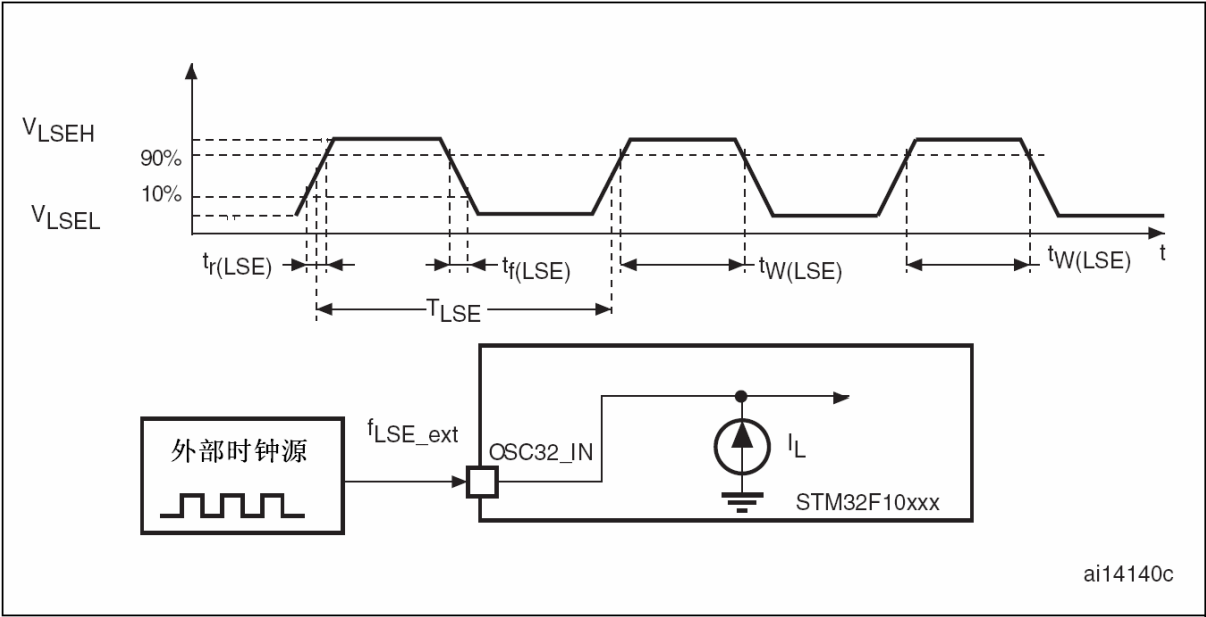 VLSEH
90%
10%
VLSEL
tr(LSE)
tf(LSE)
tW(LSE)
tW(LSE)
t
TLSE
外部时钟源
fLSE_ext
OSC32_IN
IL
STM32F10xxx
ai14140c